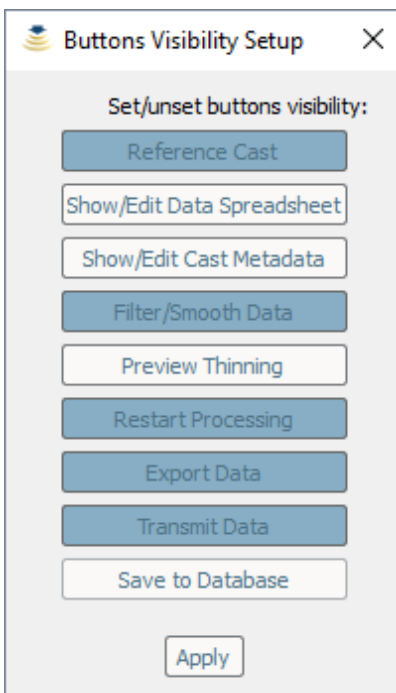 Buttons Visibility Setup
Set/unset buttons visibility:
Reference Cast
Show/Edit Data Spreadsheet
Show/Edit Cast Metadata
Filter/Smooth Data
Preview Thinning
Restart Processing
Export Data
Transmit Data
Save to Database
Apply